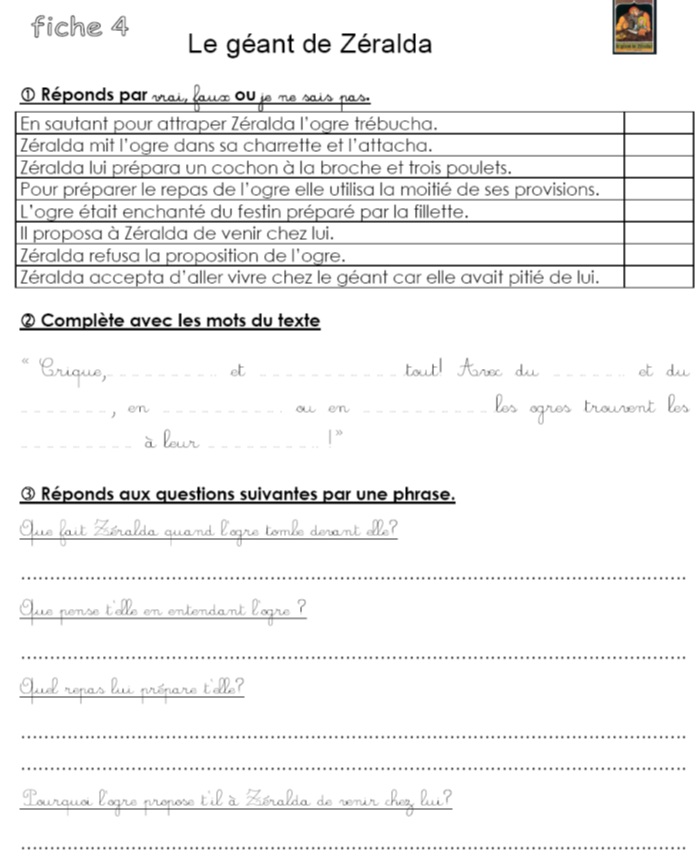 fiche 4
Le géant de Zéralda
① Réponds par vrai, faux ou je ne sais pas.
En sautant pour attraper Zéralda l'ogre trébucha.
Zéralda mit l'ogre dans sa charrette et l'attacha.
Zéralda lui prépara un cochon à la broche et trois poulets.
Pour préparer le repas de l'ogre elle utilisa la moitié de ses provisions.
L'ogre était enchanté du festin préparé par la fillette.
Il proposa à Zéralda de venir chez lui.
Zéralda refusa la proposition de l'ogre.
Zéralda accepta d'aller vivre chez le géant car elle avait pitié de lui.
② Complète avec les mots du texte
" Crique, _ _ _ _ _ _ _ et _ _ _ _ _ _ _ _ _ tout! Avec du _ _ _ _ _ et du
_ _ _ _ _ _ _, en _ _ _ _ _ _ _ _ _ ou en _ _ _ _ _ _ _ _ _ les ogres trouvent les
_ _ _ _ _ _ _ _ à leur _ _ _ _ _ _ _ _ !"
③ Réponds aux questions suivantes par une phrase.
Que fait Zéralda quand l'ogre tombe devant elle?
Que pense t'elle en entendant l'ogre ?
Quel repas lui prépare t'elle?
Pourquoi l'ogre propose t'il à Zéralda de venir chez lui?